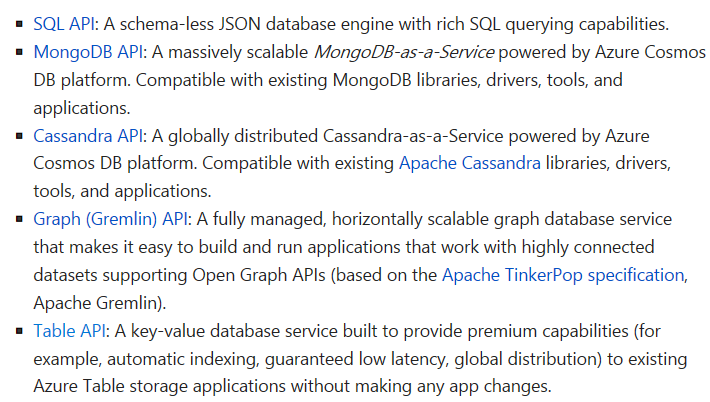 SQL API: A schema-less JSON database engine with rich SQL querying capabilities.
MongoDB API: A massively scalable MongoDB-as-a-Service powered by Azure Cosmos
DB platform. Compatible with existing MongoDB libraries, drivers, tools, and
applications.
Cassandra API: A globally distributed Cassandra-as-a-Service powered by Azure
Cosmos DB platform. Compatible with existing Apache Cassandra libraries, drivers,
tools, and applications.
Graph (Gremlin) API: A fully managed, horizontally scalable graph database service
that makes it easy to build and run applications that work with highly connected
datasets supporting Open Graph APIs (based on the Apache TinkerPop specification,
Apache Gremlin).
Table API: A key-value database service built to provide premium capabilities (for
example, automatic indexing, guaranteed low latency, global distribution) to existing
Azure Table storage applications without making any app changes.